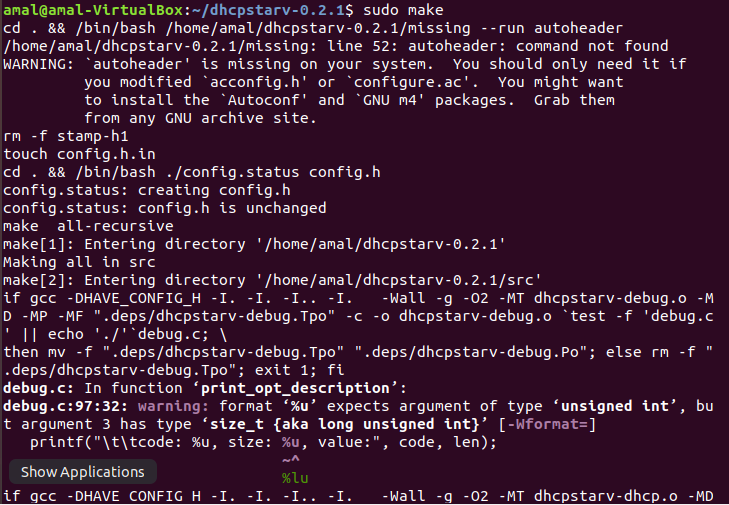 amal@amal-VirtualBox:~/dhcpstarv-0.2.1$ sudo make
cd . && /bin/bash /home/amal/dhcpstarv-0.2.1/missing --run autoheader
/home/amal/dhcpstarv-0.2.1/missing: line 52: autoheader: command not found
WARNING: `autoheader' is missing on your system.  You should only need it if
         you modified `acconfig.h' or `configure.ac'.  You might want
         to install the `Autoconf' and `GNU m4' packages.  Grab them
         from any GNU archive site.
rm -f stamp-h1
touch config.h.in
cd . && /bin/bash ./config.status config.h
config.status: creating config.h
config.status: config.h is unchanged
make  all-recursive
make[1]: Entering directory '/home/amal/dhcpstarv-0.2.1'
Making all in src
make[2]: Entering directory '/home/amal/dhcpstarv-0.2.1/src'
if gcc -DHAVE_CONFIG_H -I. -I. -I.. -I.   -Wall -g -O2 -MT dhcpstarv-debug.o -M
D -MP -MF ".deps/dhcpstarv-debug.Tpo" -c -o dhcpstarv-debug.o `test -f 'debug.c
' || echo './'`debug.c; \
then mv -f ".deps/dhcpstarv-debug.Tpo" ".deps/dhcpstarv-debug.Po"; else rm -f "
.deps/dhcpstarv-debug.Tpo"; exit 1; fi
debug.c: In function ‘print_opt_description’:
debug.c:97:32: warning: format ‘%u’ expects argument of type ‘unsigned int’, bu
t argument 3 has type ‘size_t {aka long unsigned int}’ [-Wformat=]
   printf("\t\tcode: %u, size: %u, value:", code, len);
                               ~^
Show Applications
                               %lu
if gcc -DHAVE_CONFIG_H -I. -I. -I.. -I.   -Wall -g -O2 -MT dhcpstarv-dhcp.o -MD